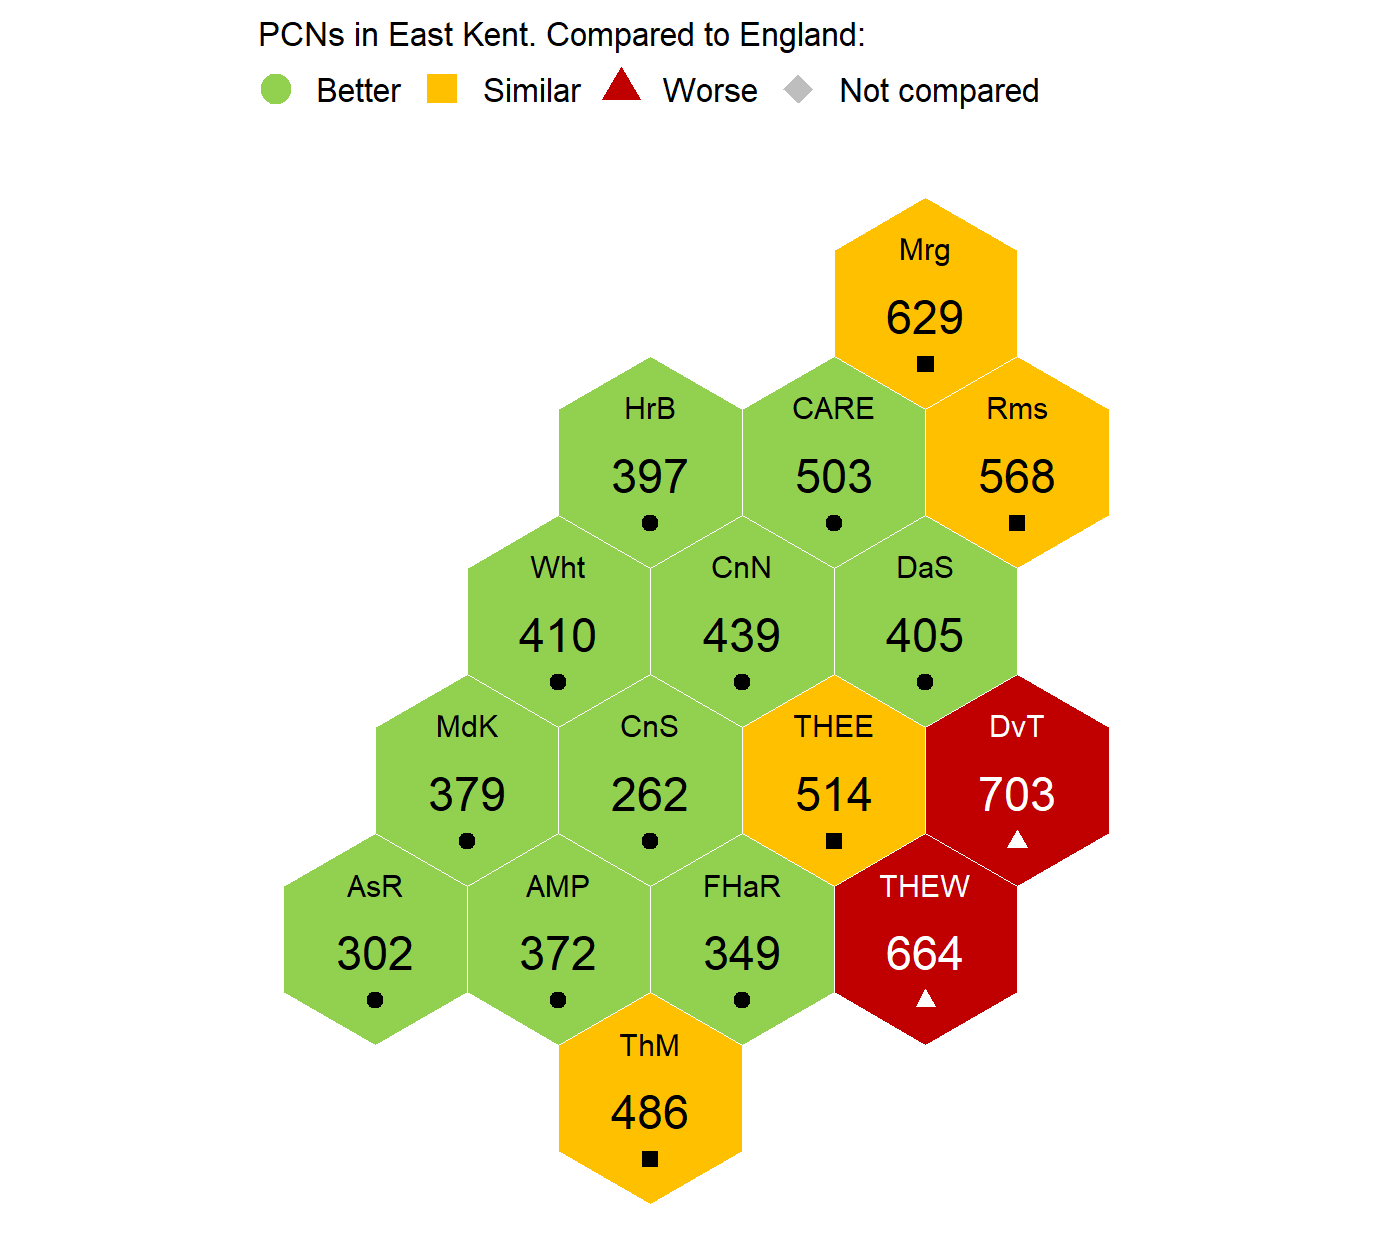 PCNs in East Kent. Compared to England:
Better Similar Worse Not compared
Mrg
629
HrB CARE Rms
397 503 568
Wht CnN DaS
410 439 405
MdK CnS THEE DvT
379 262 514 703
AsR AMP FHaR THEW
302 372 349 664
ThM
486